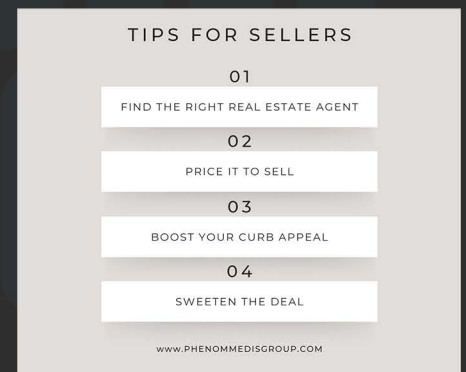 TIPS FOR SELLERS
01
FIND THE RIGHT REAL ESTATE AGENT
02
PRICE IT TO SELL
03
BOOST YOUR CURB APPEAL
04
SWEETEN THE DEAL
www.PHENOMMEDISGROUP.COM